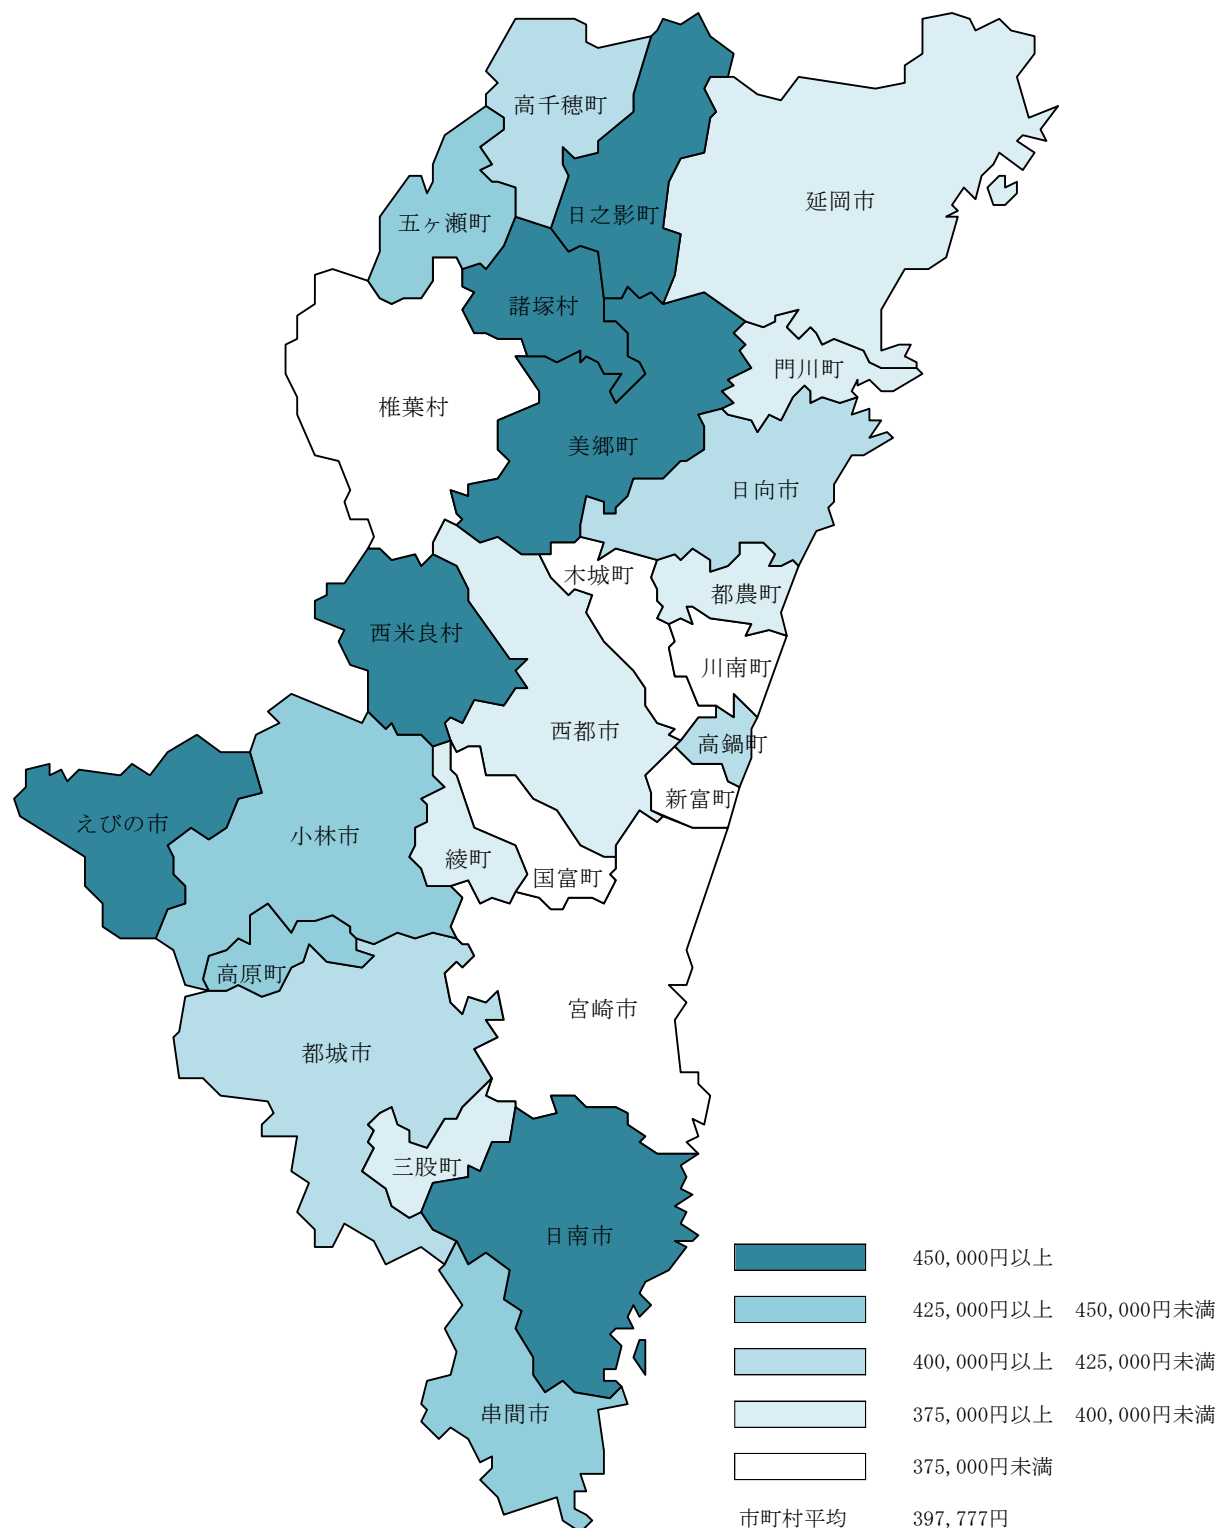 高千穂町
延岡市
日之影町
五ヶ瀬町
諸塚村
門川町
椎葉村
美郷町
日向市
木城町
都農町
西米良村
川南町
西都市
高鍋町
新富町
えびの市
小林市
綾町
国富町
高原町
宮崎市
都城市
三股町
日南市
串間市
450,000円以上
425,000円以上 450,000円未満
400,000円以上 425,000円未満
375,000円以上 400,000円未満
375,000円未満
市町村平均 397,777円